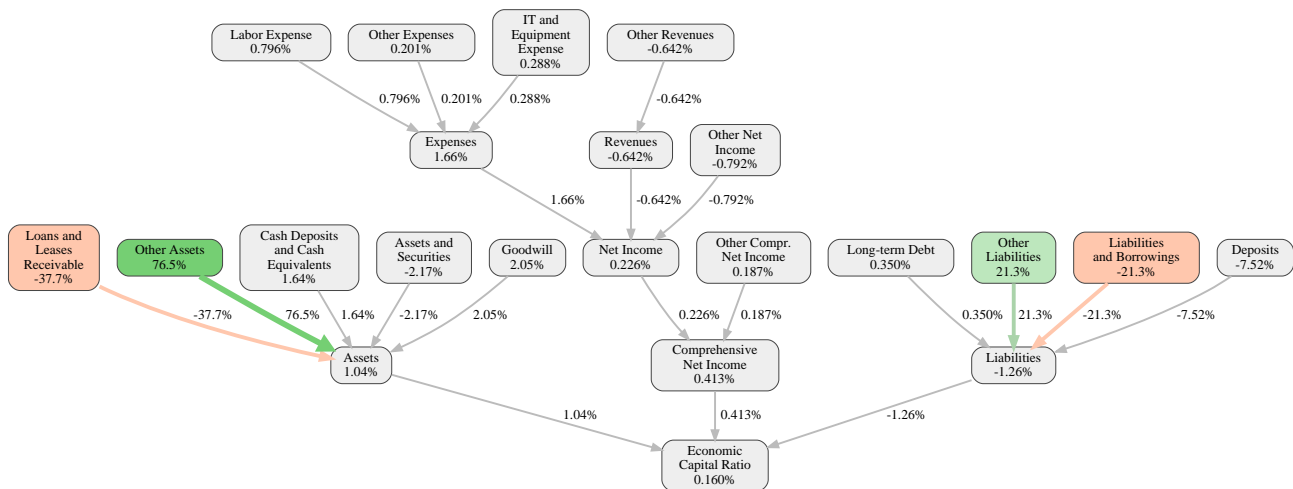 Labor Expense
0.796%
Other Expenses
0.201%
IT and
Equipment
Expense
0.288%
Other Revenues
-0.642%
0.796%
0.201%
0.288%
-0.642%
Expenses
1.66%
Revenues
-0.642%
Other Net
Income
-0.792%
1.66%
-0.642%
-0.792%
Loans and
Leases
Receivable
-37.7%
Other Assets
76.5%
Cash Deposits
and Cash
Equivalents
1.64%
Assets and
Securities
-2.17%
Goodwill
2.05%
Net Income
0.226%
Other Compr.
Net Income
0.187%
Long-term Debt
0.350%
Other
Liabilities
21.3%
Liabilities
and Borrowings
-21.3%
Deposits
-7.52%
-37.7%
76.5%
1.64%
-2.17%
2.05%
0.226%
0.187%
0.350%
21.3%
-21.3%
-7.52%
Assets
1.04%
Comprehensive
Net Income
0.413%
Liabilities
-1.26%
1.04%
0.413%
-1.26%
Economic
Capital Ratio
0.160%